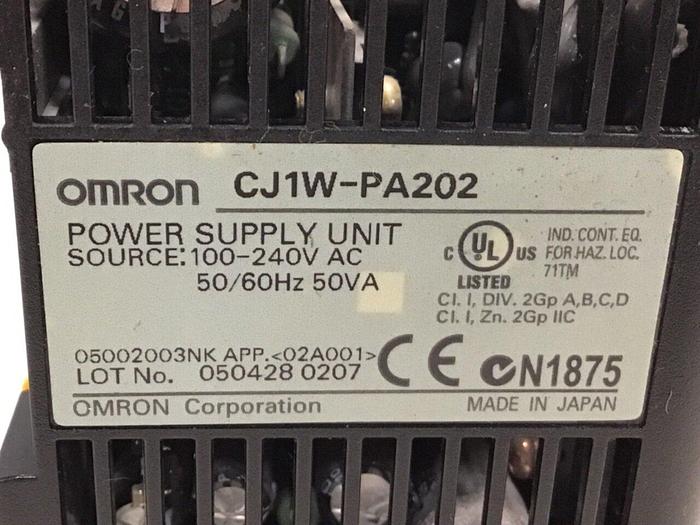 OMRON CJ1W-PA202
POWER SUPPLY UNIT
SOURCE: 100-240V AC
50/60Hz 50VA
C UL US
LISTED
IND. CONT. EQ.
FOR HAZ. LOC.
71TM
Cl. I, DIV. 2Gp A,B,C,D
Cl. I, Zn. 2Gp IIC
05002003NK APP.<02A001>
LOT No. 050428 0207
CE N1875
OMRON Corporation
MADE IN JAPAN